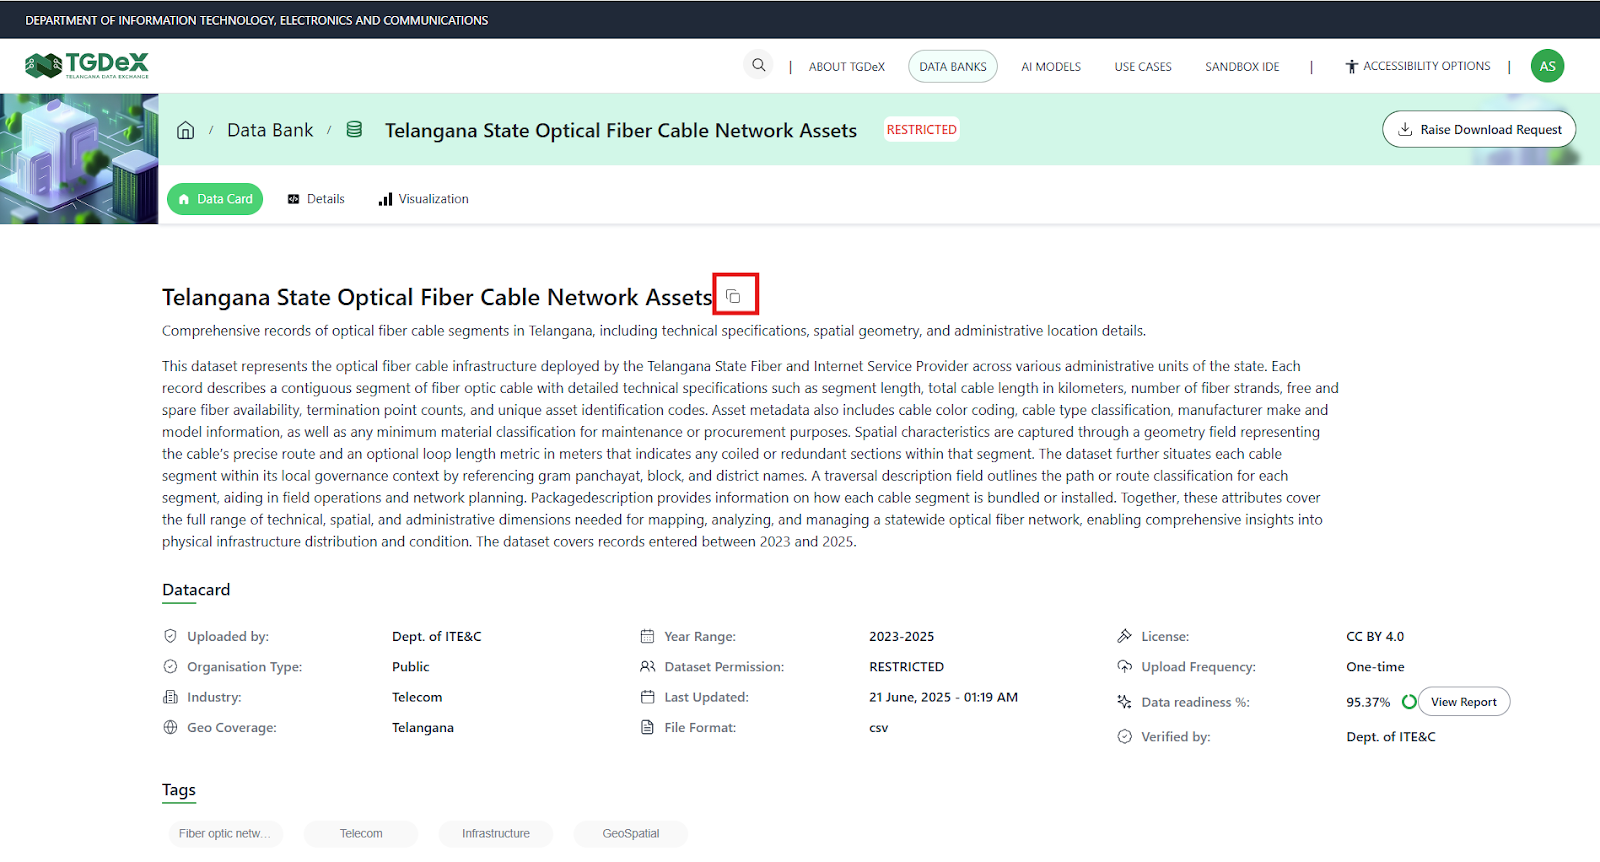 DEPARTMENT OF INFORMATION TECHNOLOGY, ELECTRONICS AND COMMUNICATIONS
TGDeX
TELANGANA DATA EXCHANGE
| ABOUT TGDeX DATA BANKS AI MODELS USE CASES SANDBOX IDE | ACCESSIBILITY OPTIONS | AS
/ Data Bank / Telangana State Optical Fiber Cable Network Assets RESTRICTED Raise Download Request
Data Card Details Visualization
Telangana State Optical Fiber Cable Network Assets
Comprehensive records of optical fiber cable segments in Telangana, including technical specifications, spatial geometry, and administrative location details.
This dataset represents the optical fiber cable infrastructure deployed by the Telangana State Fiber and Internet Service Provider across various administrative units of the state. Each
record describes a contiguous segment of fiber optic cable with detailed technical specifications such as segment length, total cable length in kilometers, number of fiber strands, free and
spare fiber availability, termination point counts, and unique asset identification codes. Asset metadata also includes cable color coding, cable type classification, manufacturer make and
model information, as well as any minimum material classification for maintenance or procurement purposes. Spatial characteristics are captured through a geometry field representing
the cable's precise route and an optional loop length metric in meters that indicates any coiled or redundant sections within that segment. The dataset further situates each cable
segment within its local governance context by referencing gram panchayat, block, and district names. A traversal description field outlines the path or route classification for each
segment, aiding in field operations and network planning. Packagedescription provides information on how each cable segment is bundled or installed. Together, these attributes cover
the full range of technical, spatial, and administrative dimensions needed for mapping, analyzing, and managing a statewide optical fiber network, enabling comprehensive insights into
physical infrastructure distribution and condition. The dataset covers records entered between 2023 and 2025.
Datacard
Uploaded by: Dept. of ITE&C Year Range: 2023-2025 License: CC BY 4.0
Organisation Type: Public Dataset Permission: RESTRICTED Upload Frequency: One-time
Industry: Telecom Last Updated: 21 June, 2025 - 01:19 AM Data readiness %: 95.37% View Report
Geo Coverage: Telangana File Format: csv Verified by: Dept. of ITE&C
Tags
Fiber optic netw... Telecom Infrastructure GeoSpatial